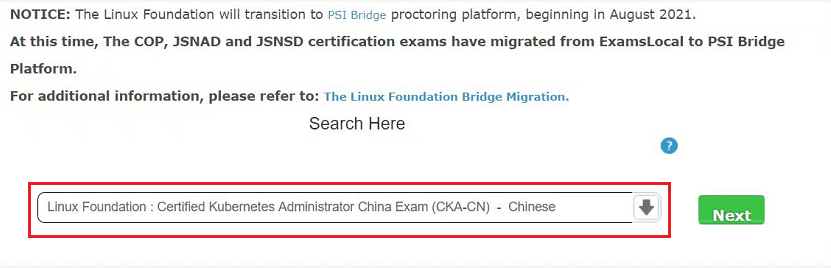 NOTICE: The Linux Foundation will transition to PSI Bridge proctoring platform, beginning in August 2021.
At this time, The COP, JSNAD and JSNSD certification exams have migrated from ExamsLocal to PSI Bridge
Platform.
For additional information, please refer to: The Linux Foundation Bridge Migration.
Search Here
?
Linux Foundation : Certified Kubernetes Administrator China Exam (CKA-CN) - Chinese
Next